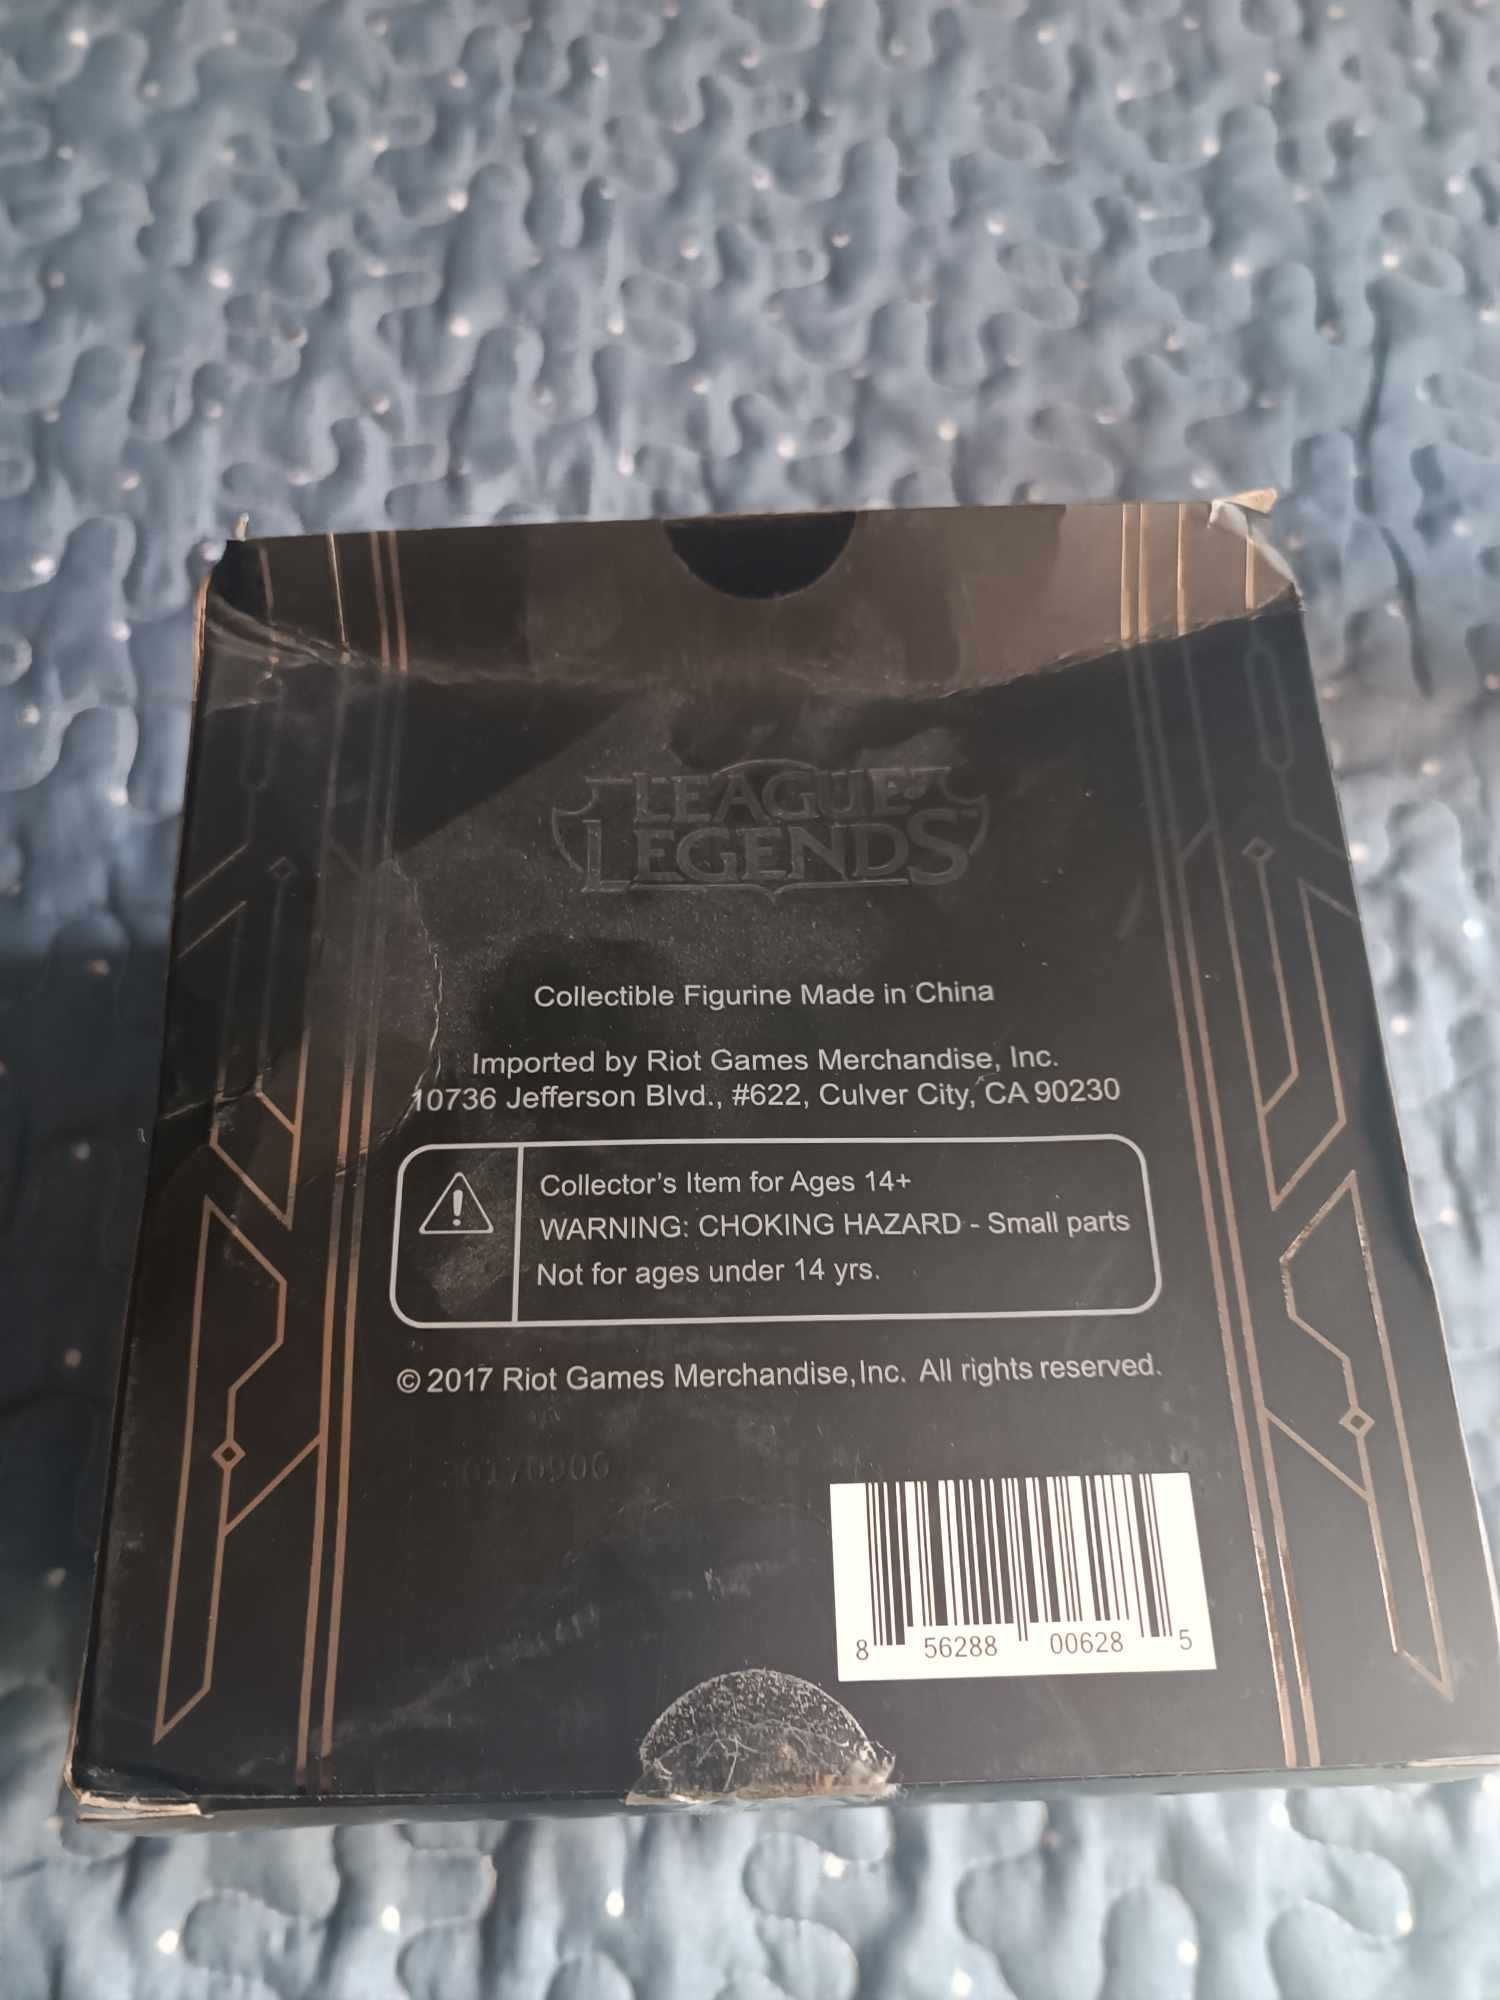 LEAGUE
LEGENDS™
Collectible Figurine Made in China
Imported by Riot Games Merchandise, Inc.
10736 Jefferson Blvd., #622, Culver City, CA 90230
Collector's Item for Ages 14+
WARNING: CHOKING HAZARD - Small parts
Not for ages under 14 yrs.
© 2017 Riot Games Merchandise, Inc. All rights reserved.
20170906
8 56288 00628 5